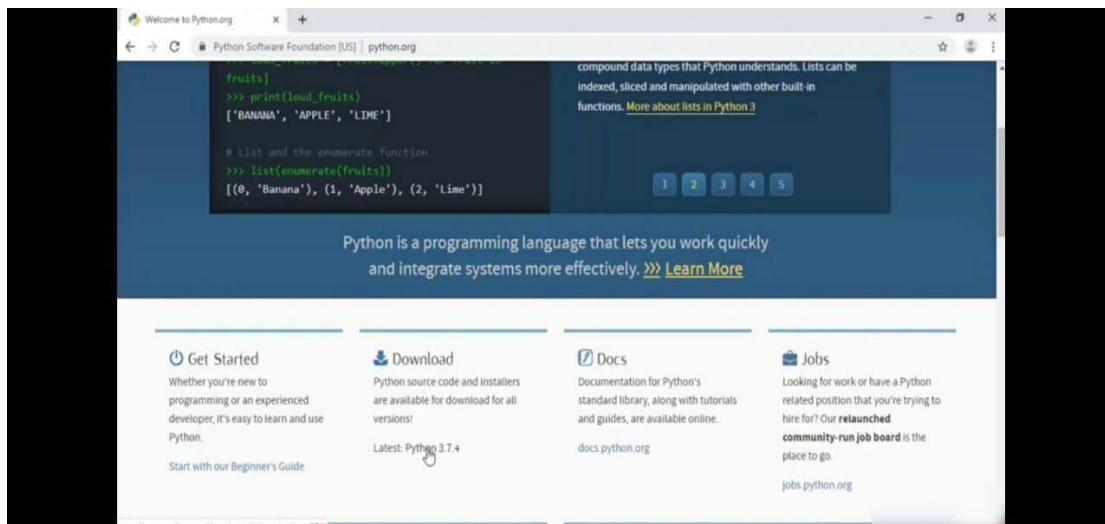 Welcome to Python.org
Python Software Foundation [US] | python.org
fruits]
>>> print(loud_fruits)
['BANANA', 'APPLE', 'LIME']
# List and the enumerate function
>>> list(enumerate(fruits))
[(0, 'Banana'), (1, 'Apple'), (2, 'Lime')]
compound data types that Python understands. Lists can be
indexed, sliced and manipulated with other built-in
functions. More about lists in Python 3
1 2 3 4 5
Python is a programming language that lets you work quickly
and integrate systems more effectively. >>> Learn More
Get Started
Whether you're new to
programming or an experienced
developer, it's easy to learn and use
Python.
Start with our Beginner's Guide
Download
Python source code and installers
are available for download for all
versions!
Latest: Python 3.7.4
Docs
Documentation for Python's
standard library, along with tutorials
and guides, are available online.
docs.python.org
Jobs
Looking for work or have a Python
related position that you're trying to
hire for? Our relaunched
community-run job board is the
place to go.
jobs.python.org